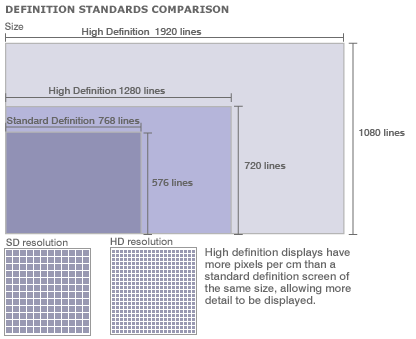 DEFINITION STANDARDS COMPARISON
Size
High Definition 1920 lines
High Definition 1280 lines
Standard Definition 768 lines
1080 lines
720 lines
576 lines
SD resolution
HD resolution
High definition displays have
more pixels per cm than a
standard definition screen of
the same size, allowing more
detail to be displayed.